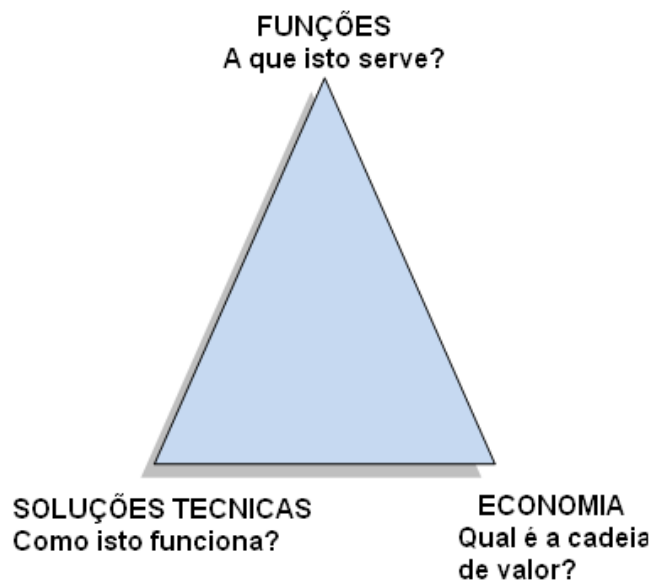 FUNÇÕES
A que isto serve?
SOLUÇÕES TECNICAS
Como isto funciona?
ECONOMIA
Qual é a cadeia
de valor?